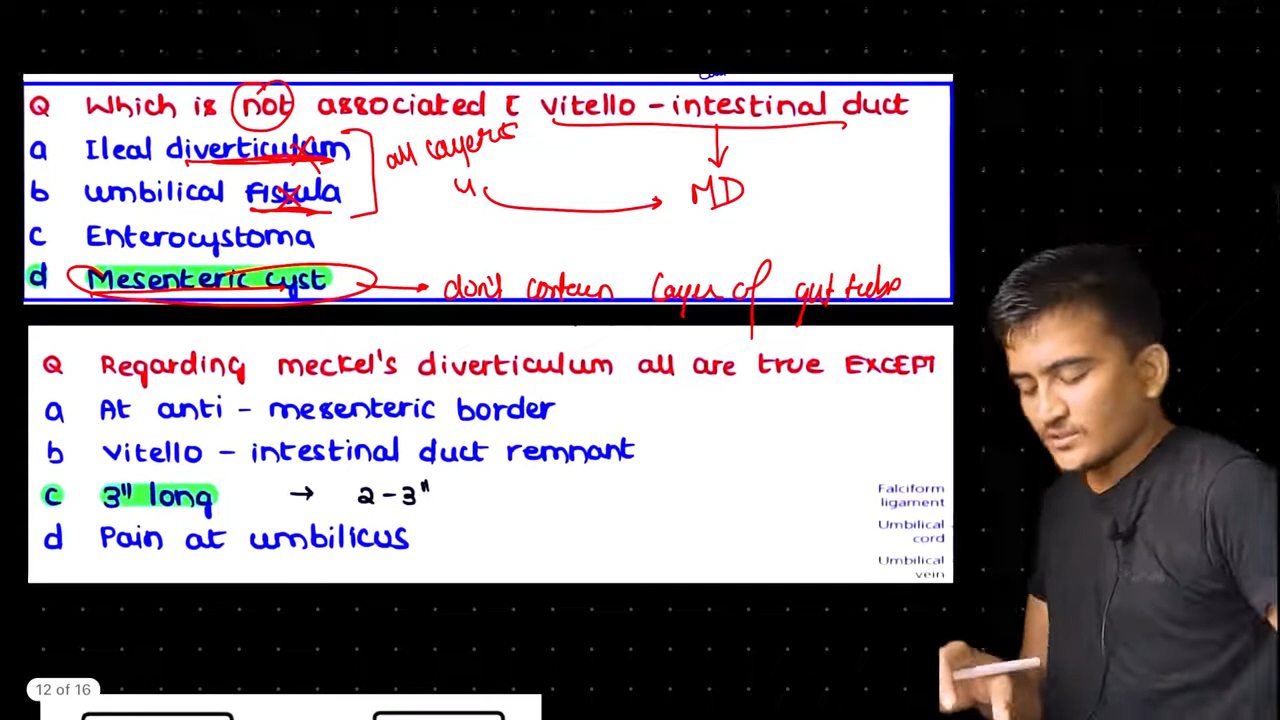 Q Which is not associated c vitello - intestinal duct
a Ileal diverticulum
all layers
b umbilical Fistula
4
MD
c Enterocystoma
d Mesenteric cyst → don't contain layer of gut tube
Q Regarding meckel's diverticulum all are true EXCEPT
a At anti - mesenteric border
b vitello - intestinal duct remnant
c 3" long → 2-3"
d Pain at umbilicus
Falciform
ligament
Umbilical
cord
Umbilical
vein
12 of 16